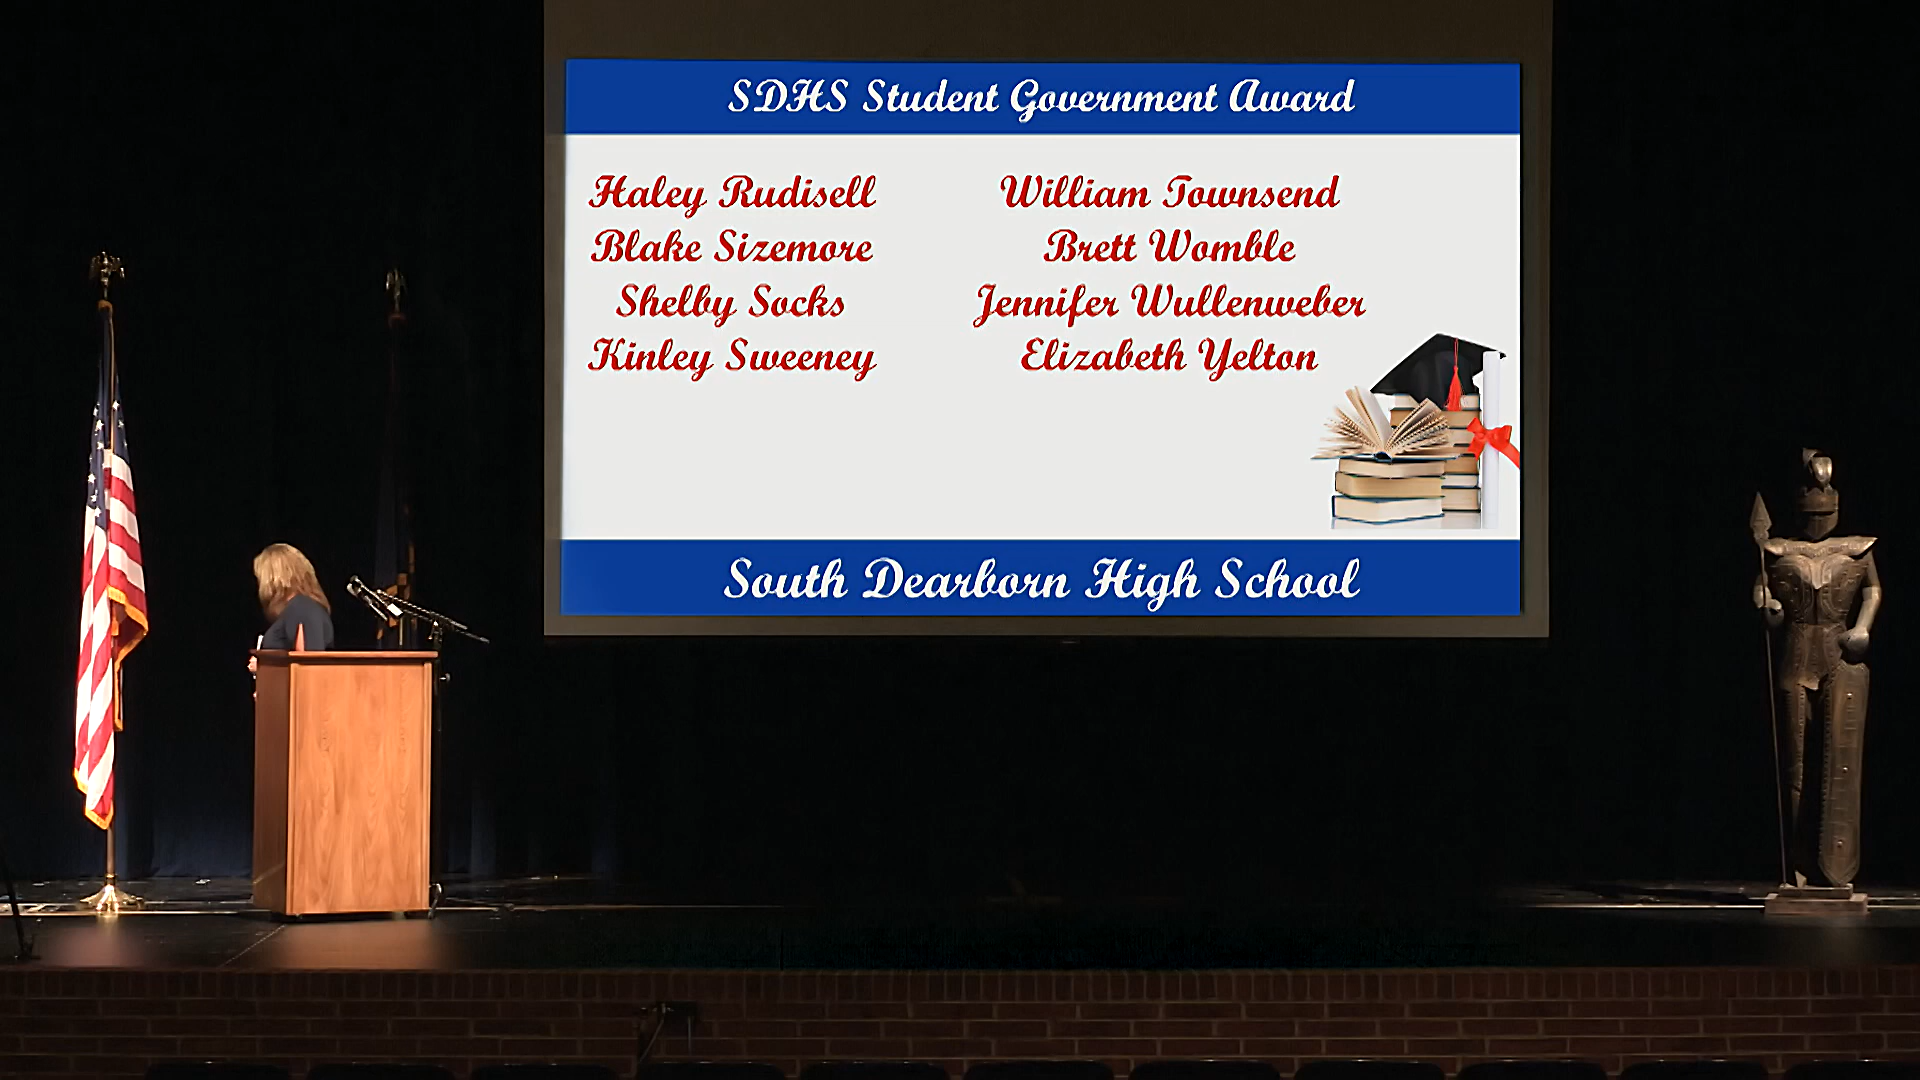 SDHS Student Government Award
Haley Rudisell
Blake Sizemore
Shelby Socks
Kinley Sweeney
William Townsend
Brett Womble
Jennifer Wullenweber
Elizabeth Yelton
South Dearborn High School